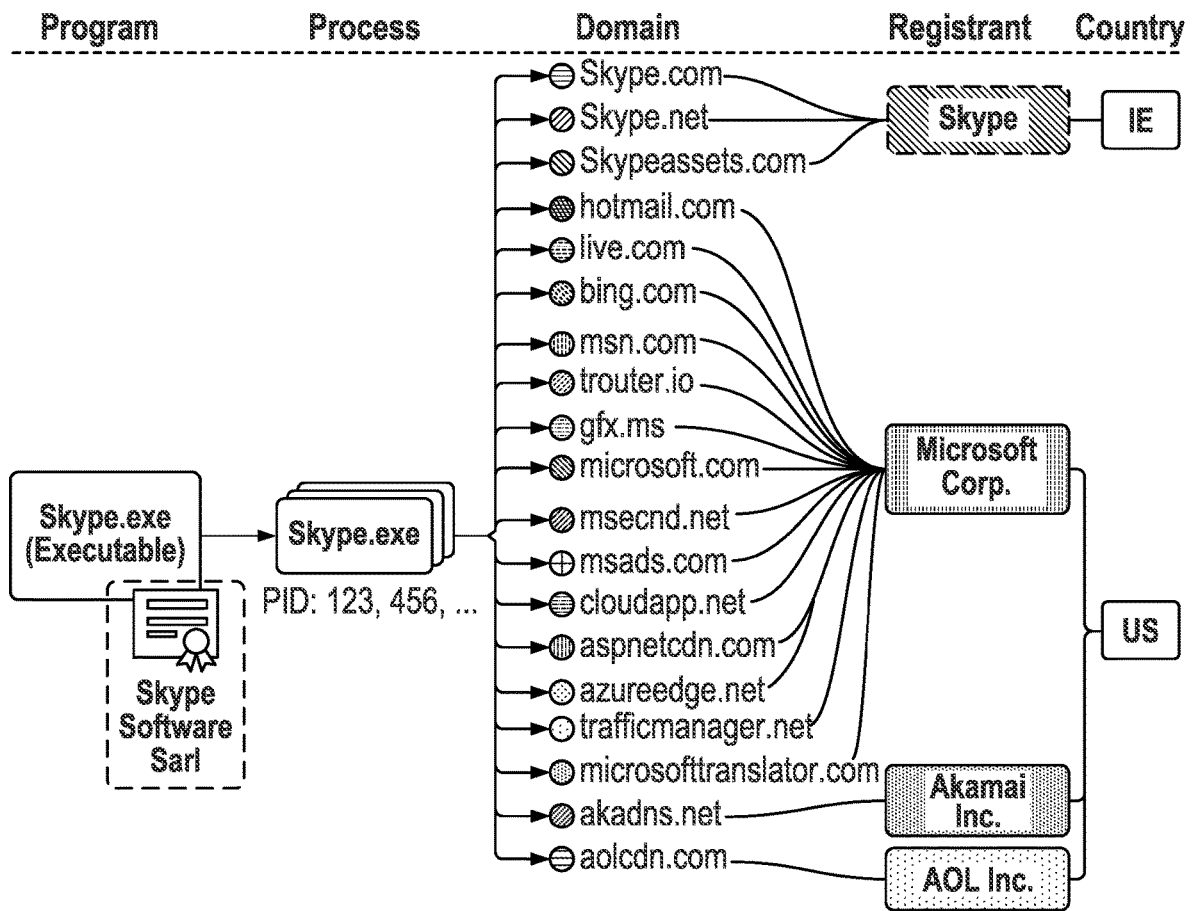 Program Process Domain Registrant Country
Skype.com
Skype.net
Skypeassets.com
hotmail.com
live.com
bing.com
msn.com
trouter.io
gfx.ms
microsoft.com
msecnd.net
msads.com
cloudapp.net
aspnetcdn.com
azureedge.net
trafficmanager.net
microsofttranslator.com
akadns.net
aolcdn.com
Skype
IE
Microsoft
Corp.
Akamai
Inc.
AOL Inc.
US
Skype.exe
(Executable)
Skype
Software
Sarl
Skype.exe
PID: 123, 456, ...